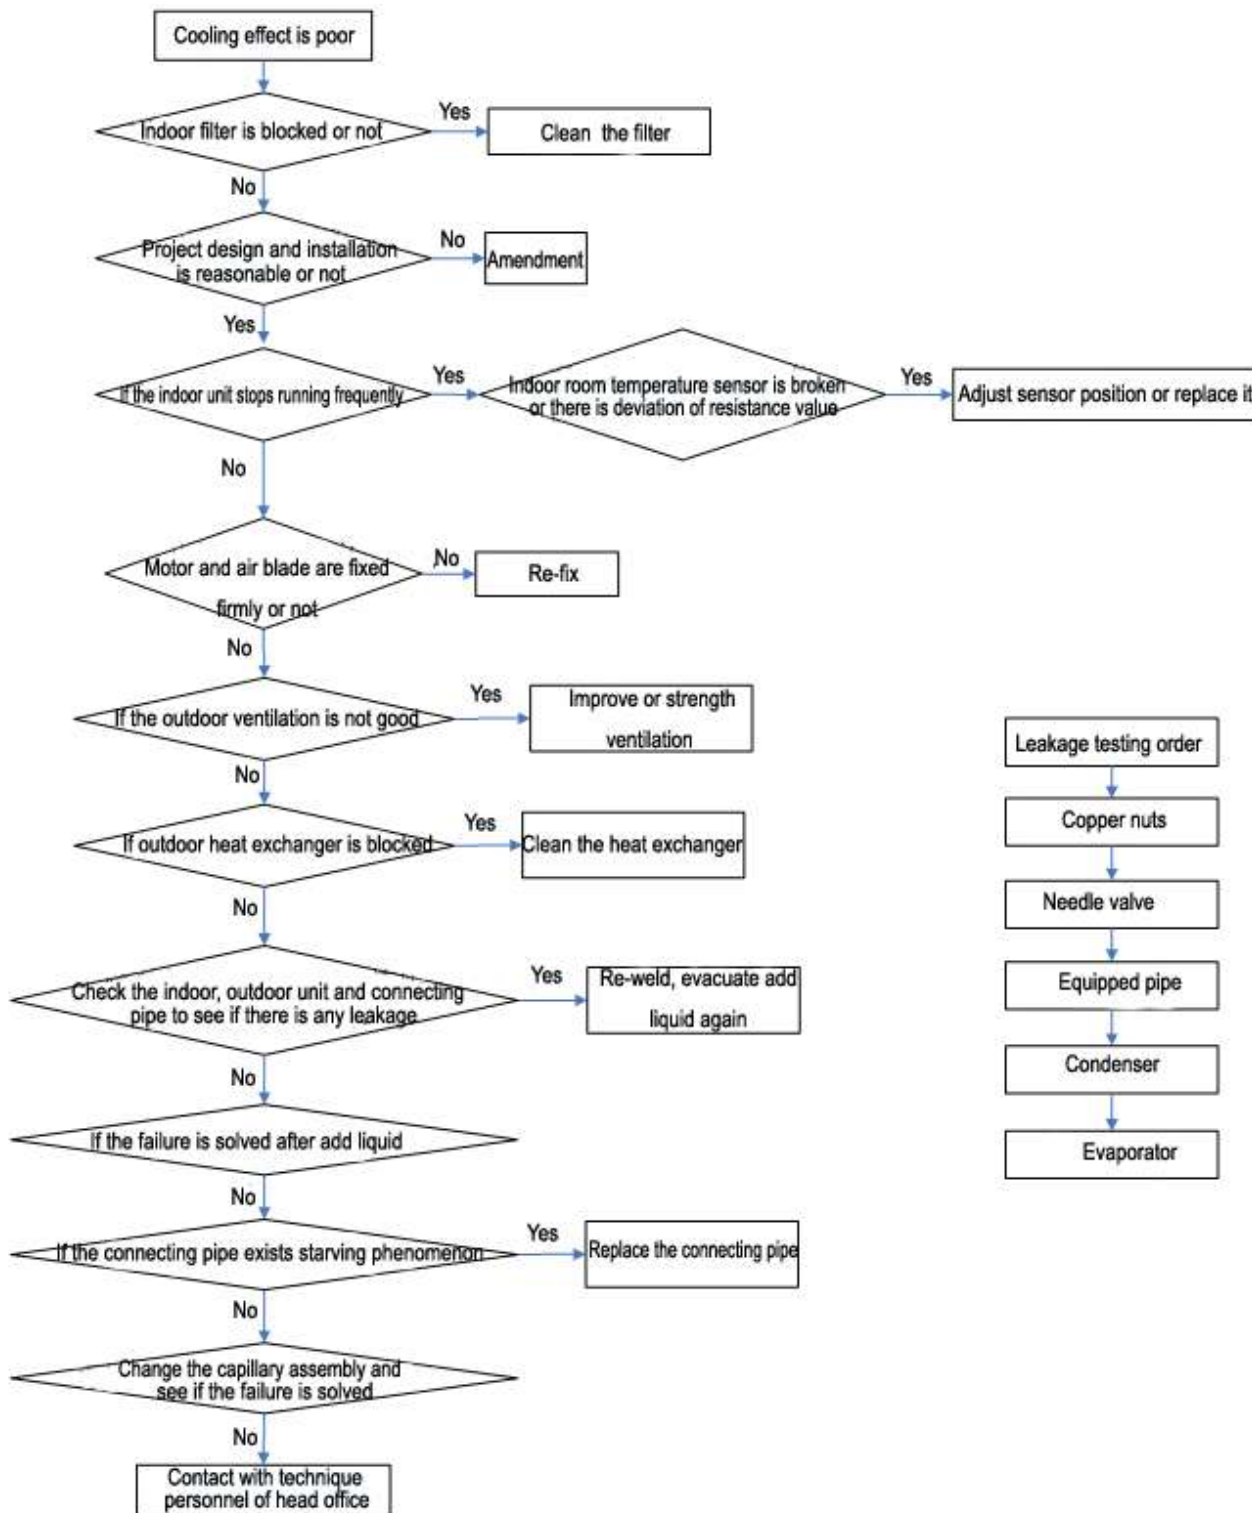 Cooling effect is poor
Indoor filter is blocked or not
Yes
Clean the filter
No
Project design and installation
is reasonable or not
No
Amendment
Yes
If the indoor unit stops running frequently
Yes
Indoor room temperature sensor is broken
or there is deviation of resistance value
Yes
Adjust sensor position or replace it
No
Motor and air blade are fixed
firmly or not
No
Re-fix
No
If the outdoor ventilation is not good
Yes
Improve or strength
ventilation
No
If outdoor heat exchanger is blocked
Yes
Clean the heat exchanger
No
Check the indoor, outdoor unit and connecting
pipe to see if there is any leakage
Yes
Re-weld, evacuate add
liquid again
No
If the failure is solved after add liquid
No
If the connecting pipe exists starving phenomenon
Yes
Replace the connecting pipe
No
Change the capillary assembly and
see if the failure is solved
No
Contact with technique
personnel of head office
Leakage testing order
Copper nuts
Needle valve
Equipped pipe
Condenser
Evaporator